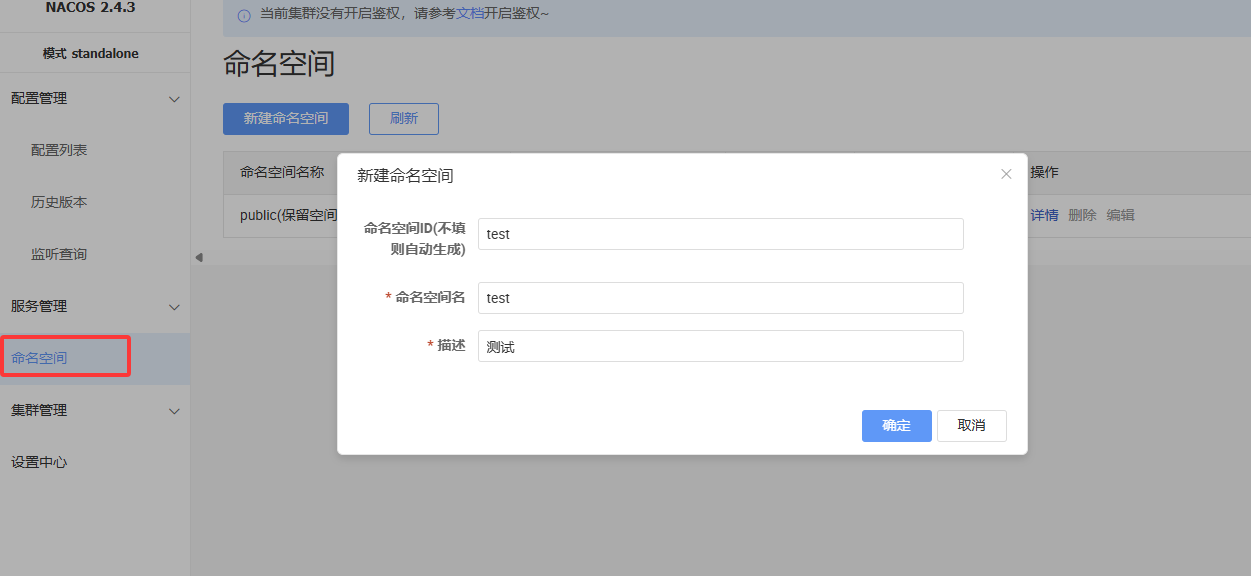 NACOS 2.4.3
模式 standalone
配置管理
配置列表
历史版本
监听查询
服务管理
命名空间
集群管理
设置中心
当前集群没有开启鉴权，请参考文档开启鉴权~
命名空间
新建命名空间 刷新
命名空间名称 操作
public(保留空间 详情 删除 编辑
新建命名空间
命名空间ID(不填
则自动生成)
test
* 命名空间名 test
* 描述 测试
确定 取消